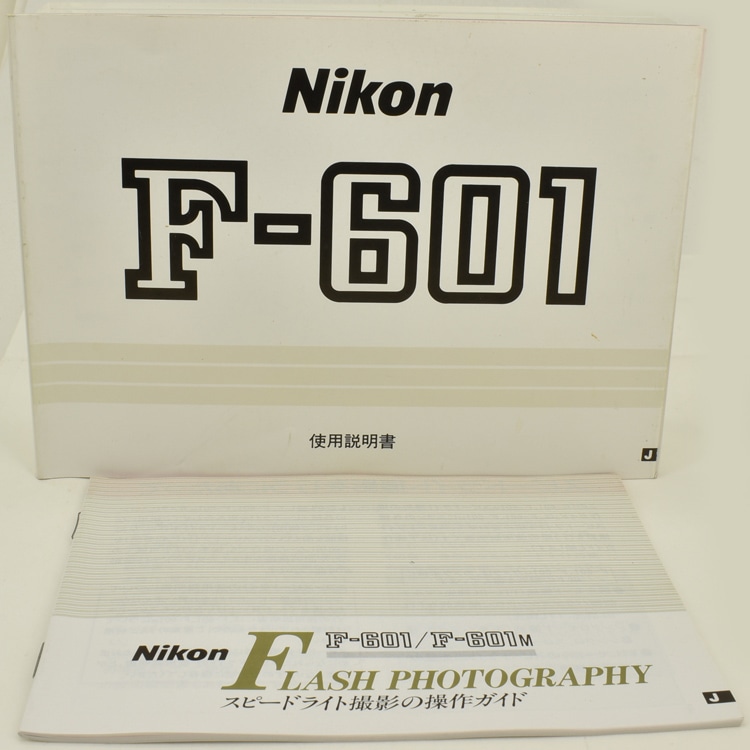 Nikon
F-601
使用説明書
J
F-601/F-601M
Nikon FLASH PHOTOGRAPHY
スピードライト撮影の操作ガイド
J